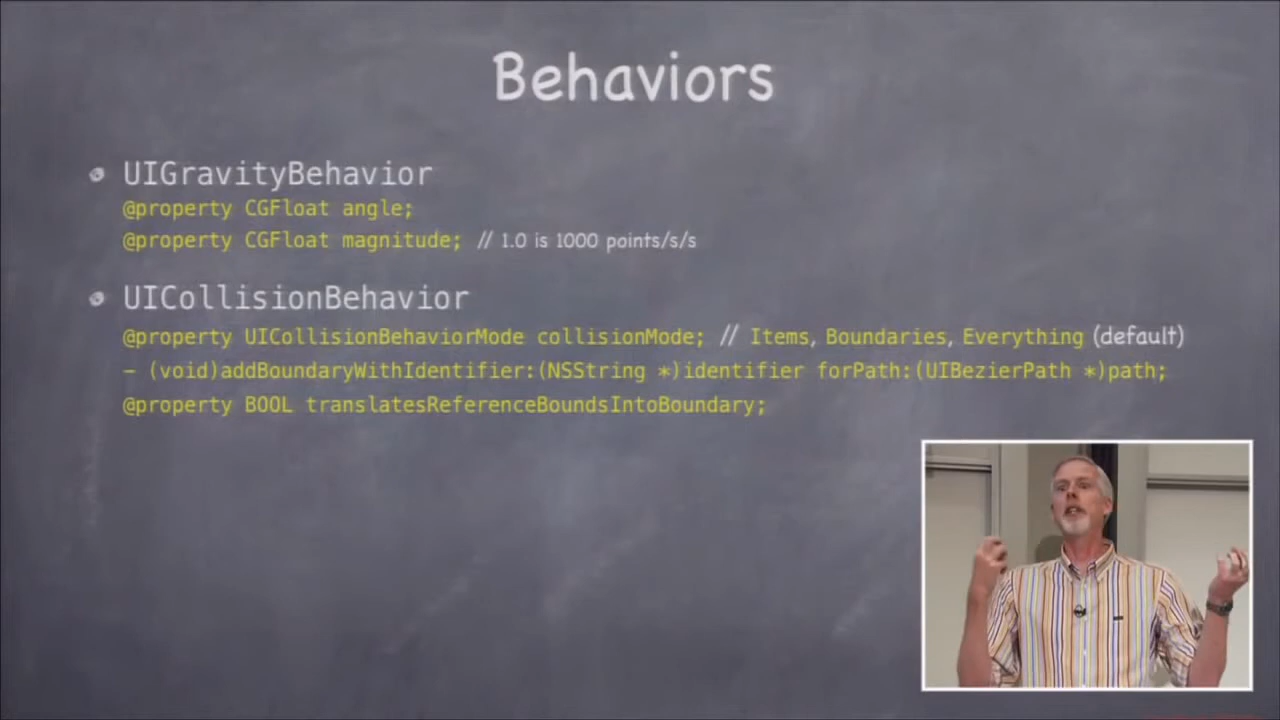 Behaviors
UIGravityBehavior
@property CGFloat angle;
@property CGFloat magnitude; // 1.0 is 1000 points/s/s
UICollisionBehavior
@property UICollisionBehaviorMode collisionMode; // Items, Boundaries, Everything (default)
- (void)addBoundaryWithIdentifier:(NSString *)identifier forPath:(UIBezierPath *)path;
@property BOOL translatesReferenceBoundsIntoBoundary;